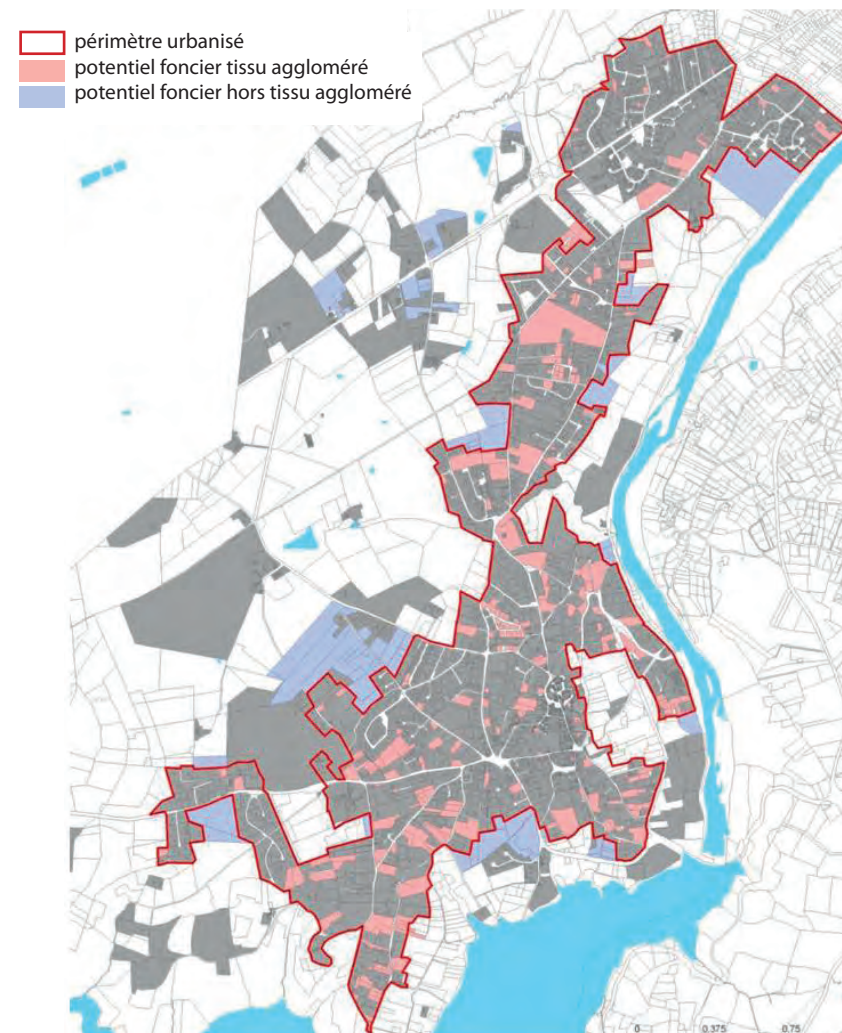 périmètre urbanisé
potentiel foncier tissu aggloméré
potentiel foncier hors tissu aggloméré
0 0.375 0.75